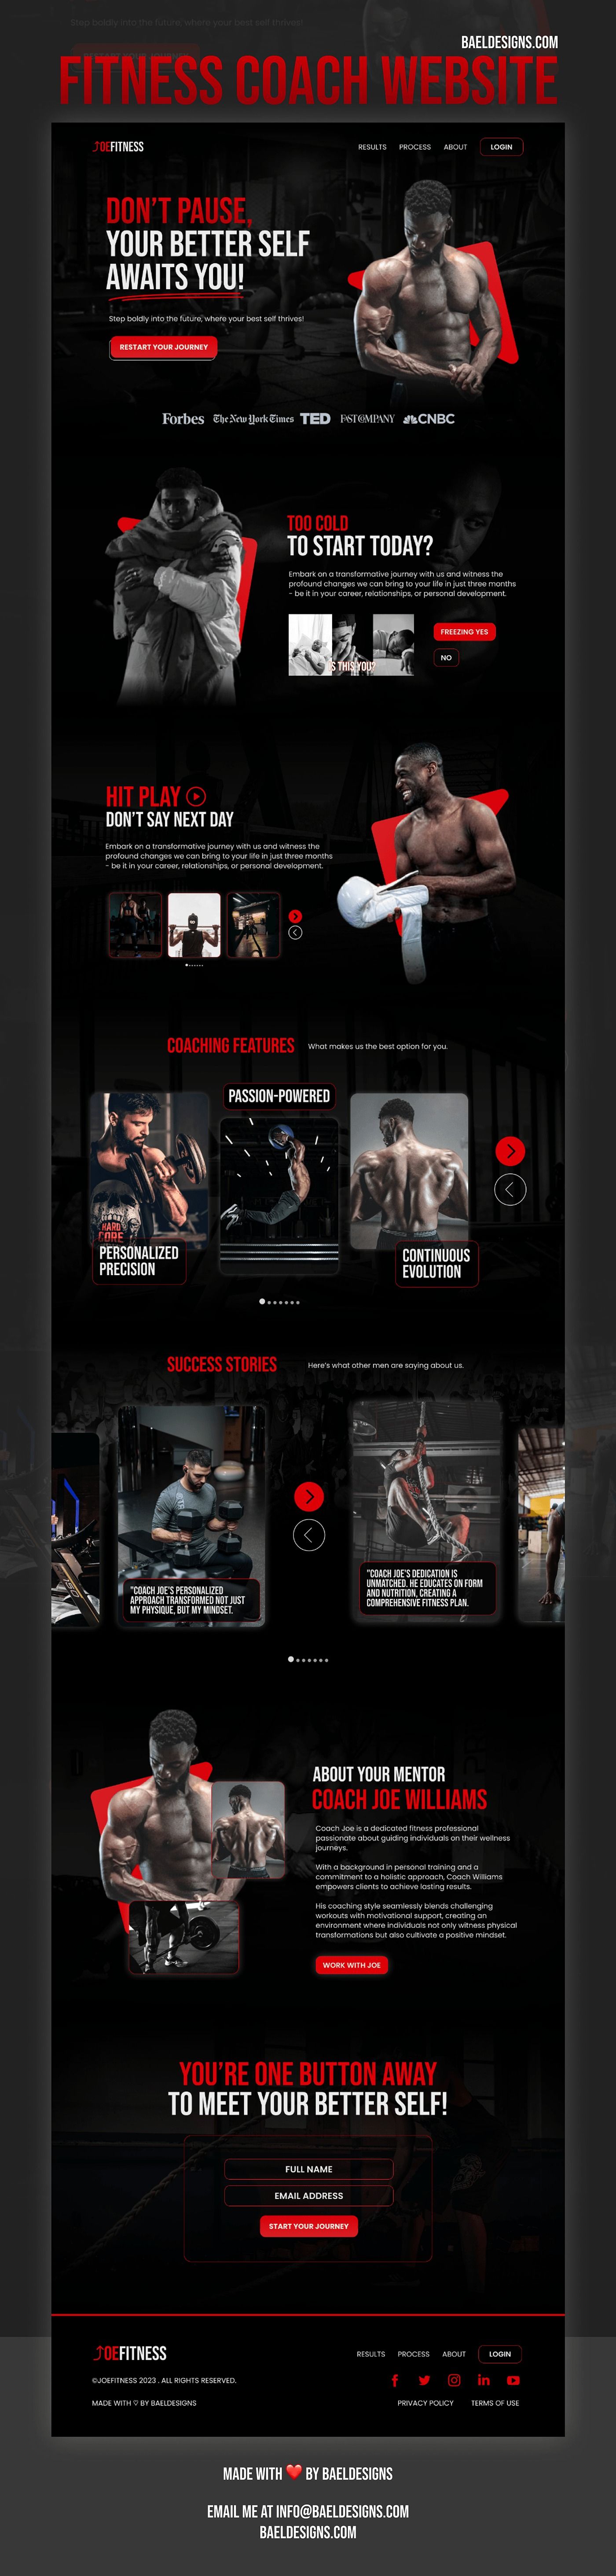 Step boldly into the future, where your best self thrives!
BAELDESIGNS.COM
FITNESS COACH WEBSITE
JOEFITNESS
RESULTS PROCESS ABOUT LOGIN
DON'T PAUSE,
YOUR BETTER SELF
AWAITS YOU!
Step boldly into the future, where your best self thrives!
RESTART YOUR JOURNEY
Forbes The New York Times TED FAST COMPANY CNBC
TOO COLD
TO START TODAY?
Embark on a transformative journey with us and witness the
profound changes we can bring to your life in just three months
- be it in your career, relationships, or personal development.
IS THIS YOU?
FREEZING YES
NO
HIT PLAY
DON'T SAY NEXT DAY
Embark on a transformative journey with us and witness the
profound changes we can bring to your life in just three months
- be it in your career, relationships, or personal development.
COACHING FEATURES
What makes us the best option for you.
PASSION-POWERED
HARD
CORE
PERSONALIZED
PRECISION
CONTINUOUS
EVOLUTION
SUCCESS STORIES
Here's what other men are saying about us.
"COACH JOE'S PERSONALIZED
APPROACH TRANSFORMED NOT JUST
MY PHYSIQUE, BUT MY MINDSET.
"COACH JOE'S DEDICATION IS
UNMATCHED. HE EDUCATES ON FORM
AND NUTRITION, CREATING A
COMPREHENSIVE FITNESS PLAN.
ABOUT YOUR MENTOR
COACH JOE WILLIAMS
Coach Joe is a dedicated fitness professional
passionate about guiding individuals on their wellness
journeys.
With a background in personal training and a
commitment to a holistic approach, Coach Williams
empowers clients to achieve lasting results.
His coaching style seamlessly blends challenging
workouts with motivational support, creating an
environment where individuals not only witness physical
transformations but also cultivate a positive mindset.
WORK WITH JOE
YOU'RE ONE BUTTON AWAY
TO MEET YOUR BETTER SELF!
FULL NAME
EMAIL ADDRESS
START YOUR JOURNEY
JOEFITNESS
RESULTS PROCESS ABOUT LOGIN
©JOEFITNESS 2023 . ALL RIGHTS RESERVED.
MADE WITH ♡ BY BAELDESIGNS
PRIVACY POLICY TERMS OF USE
MADE WITH ❤️ BY BAELDESIGNS
EMAIL ME AT INFO@BAELDESIGNS.COM
BAELDESIGNS.COM